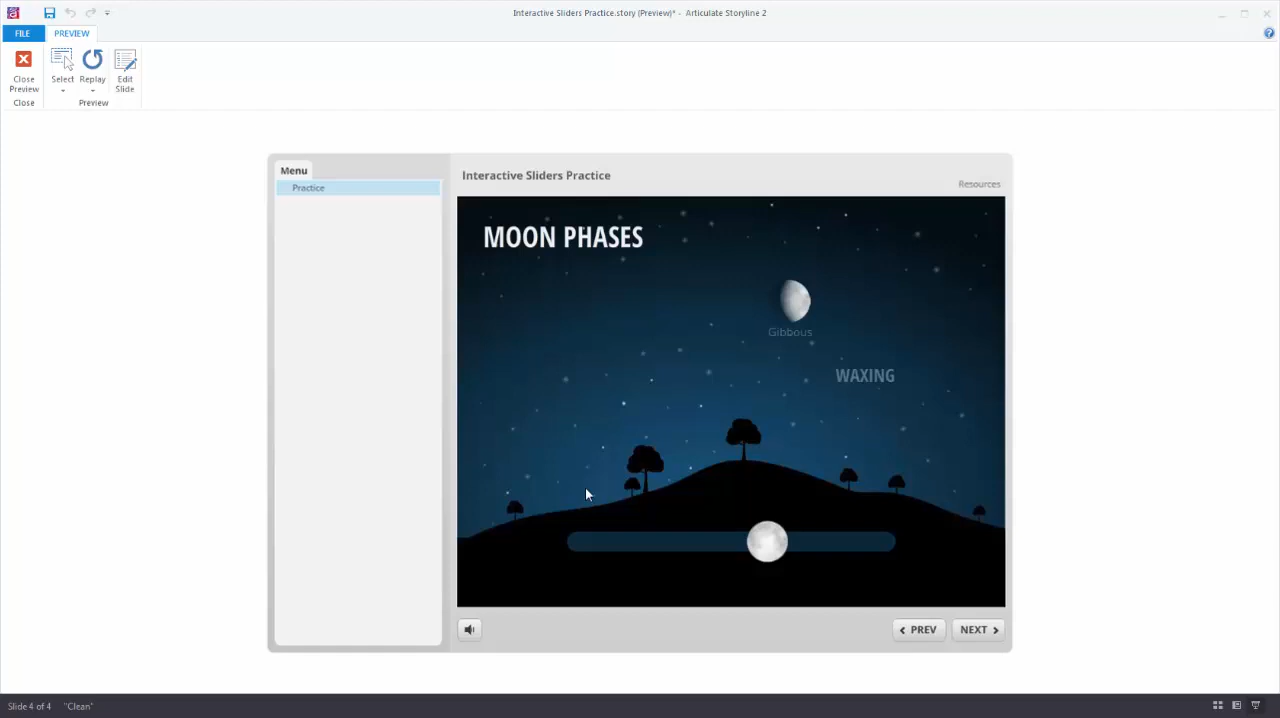 Interactive Sliders Practice.story (Preview)* - Articulate Storyline 2
FILE
PREVIEW
Close Preview
Select
Replay
Edit Slide
Close
Preview
Menu
Practice
Interactive Sliders Practice
Resources
MOON PHASES
Gibbous
WAXING
PREV
NEXT
Slide 4 of 4
"Clean"